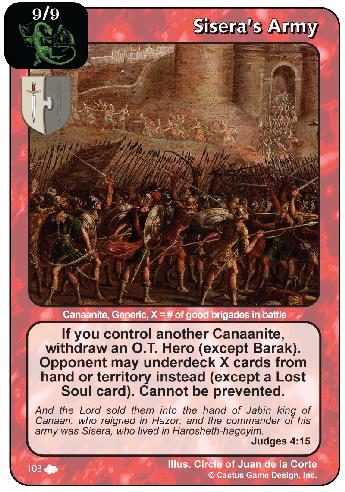 9/9
Sisera's Army
Canaanite, Generic, X = # of good brigades in battle
If you control another Canaanite,
withdraw an O.T. Hero (except Barak).
Opponent may underdeck X cards from
hand or territory instead (except a Lost
Soul card). Cannot be prevented.
And the Lord sold them into the hand of Jabin king of
Canaan, who reigned in Hazor; and the commander of
his army was Sisera, who lived in Harosheth-hagoyim.
Judges 4:15
103
Illus. Circle of Juan de la Corte
© Cactus Game Design, Inc.